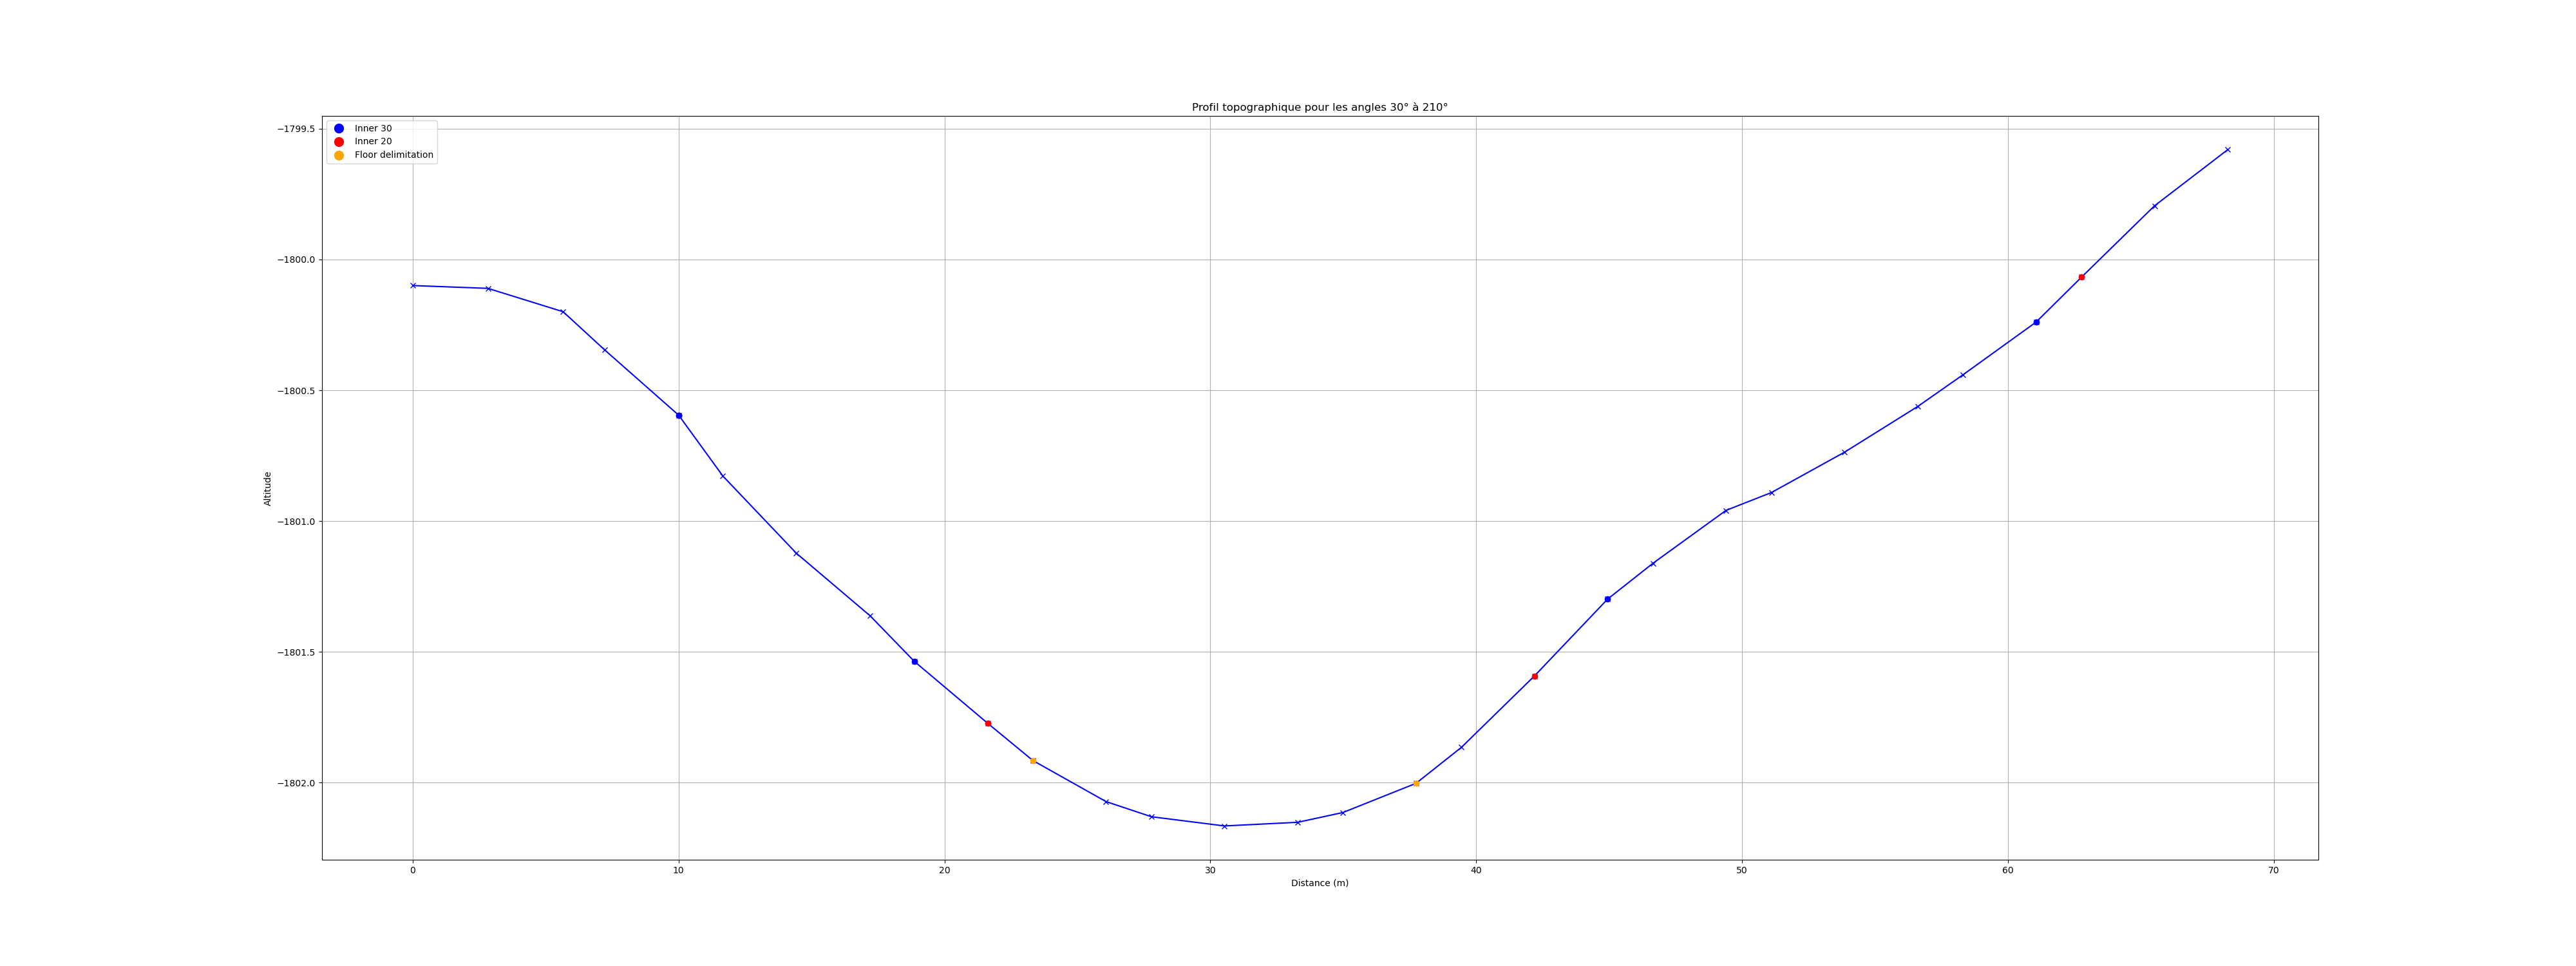 Profil topographique pour les angles 30° à 210°
Inner 30
Inner 20
Floor delimitation
−1799.5
−1800.0
−1800.5
−1801.0
−1801.5
−1802.0
Altitude
0 10 20 30 40 50 60 70
Distance (m)